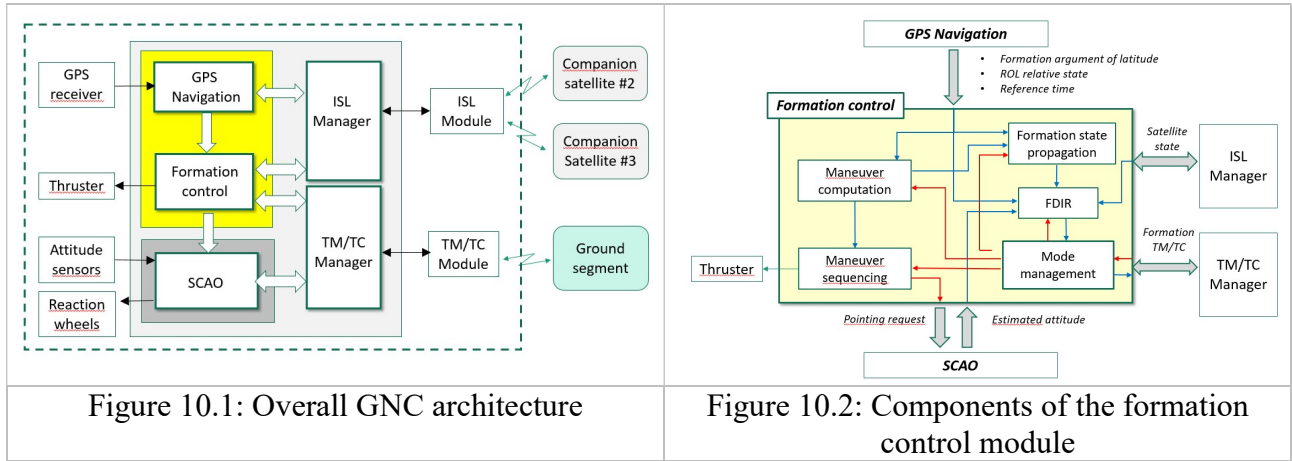 GPS
receiver
Thruster
Attitude
sensors
Reaction
wheels
GPS
Navigation
Formation
control
SCAO
ISL
Manager
TM/TC
Manager
ISL
Module
TM/TC
Module
Companion
satellite #2
Companion
Satellite #3
Ground
segment
Figure 10.1: Overall GNC architecture
GPS Navigation
• Formation argument of latitude
• ROL relative state
• Reference time
Formation control
Formation state
propagation
Maneuver
computation
FDIR
Mode
management
Maneuver
sequencing
Thruster
Satellite
state
ISL
Manager
Formation
TM/TC
TM/TC
Manager
Pointing request
Estimated attitude
SCAO
Figure 10.2: Components of the formation
control module